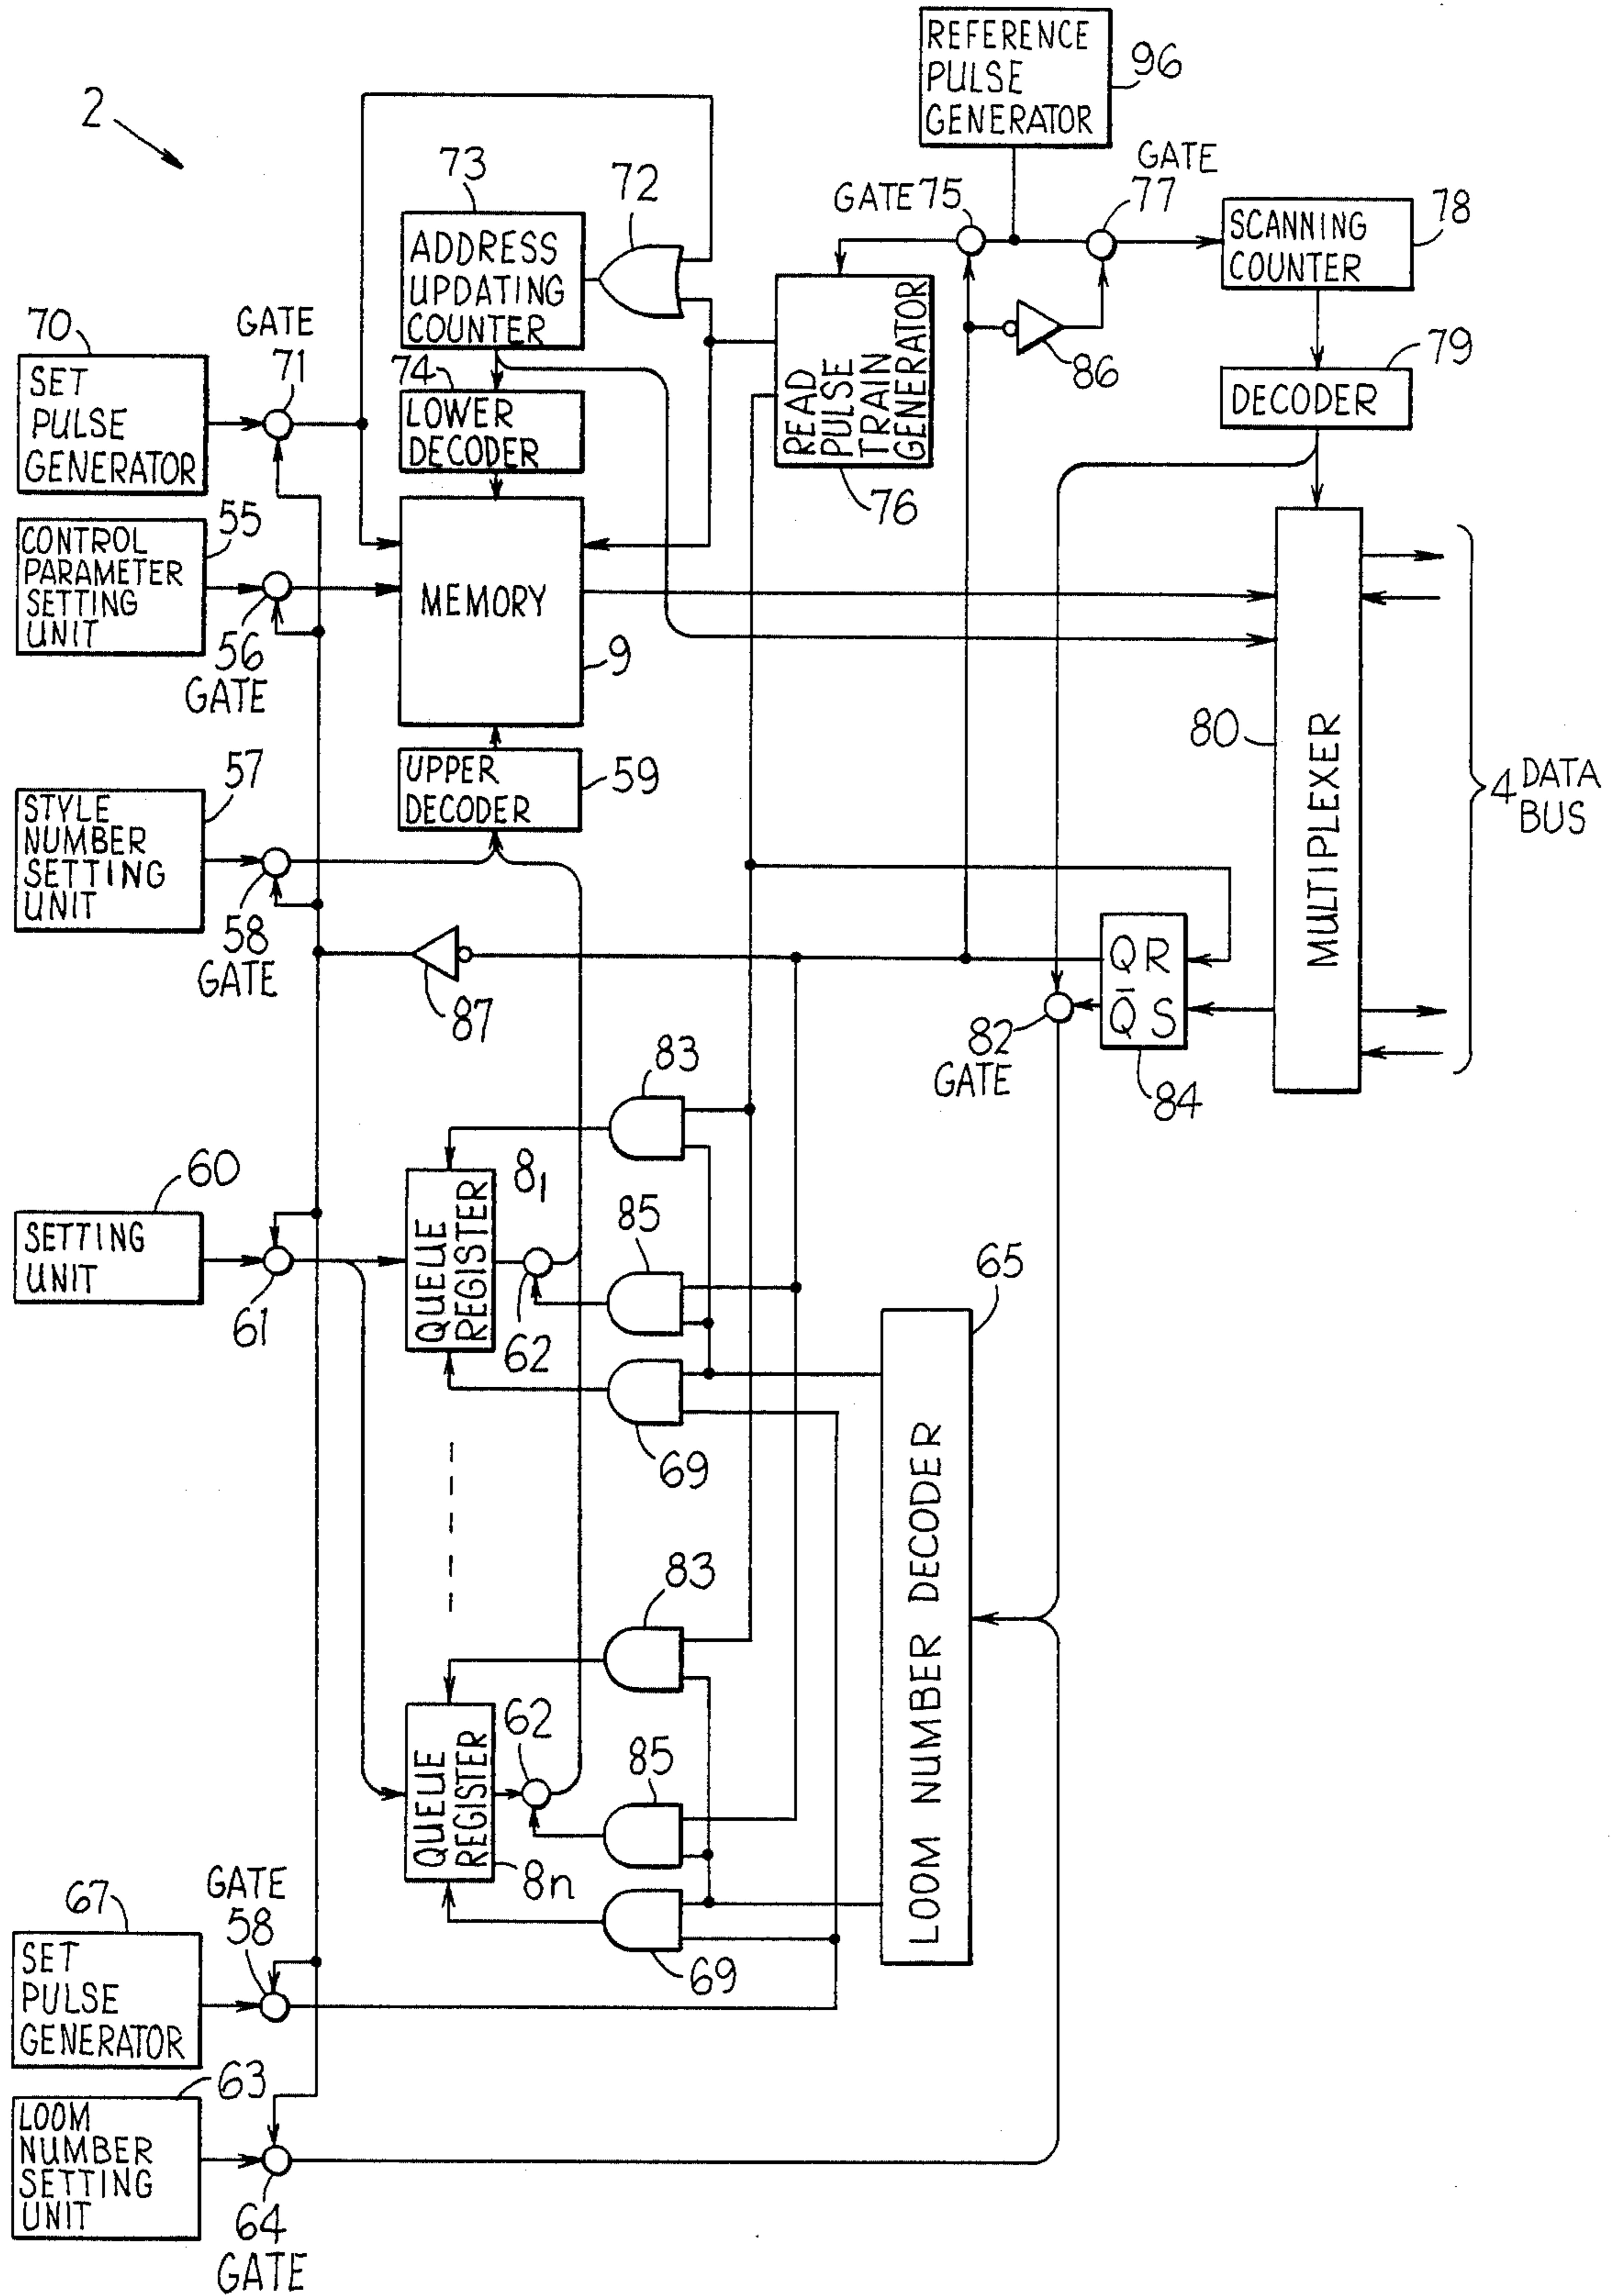 2
REFERENCE
PULSE
GENERATOR
96
73
72
GATE 75
GATE
77
ADDRESS
UPDATING
COUNTER
SCANNING
COUNTER
78
70
GATE
71
SET
PULSE
GENERATOR
74
LOWER
DECODER
READ
PULSE
TRAIN
GENERATOR
76
86
79
DECODER
55
CONTROL
PARAMETER
SETTING
UNIT
56
GATE
MEMORY
9
57
STYLE
NUMBER
SETTING
UNIT
58
GATE
UPPER
DECODER
59
80
MULTIPLEXER
4 DATA
BUS
87
Q R
Q̄ S
82
GATE
84
83
60
SETTING
UNIT
61
QUEUE
REGISTER
8₁
62
85
69
65
LOOM NUMBER DECODER
83
QUEUE
REGISTER
62
8n
85
69
67
GATE
58
SET
PULSE
GENERATOR
63
LOOM
NUMBER
SETTING
UNIT
64
GATE